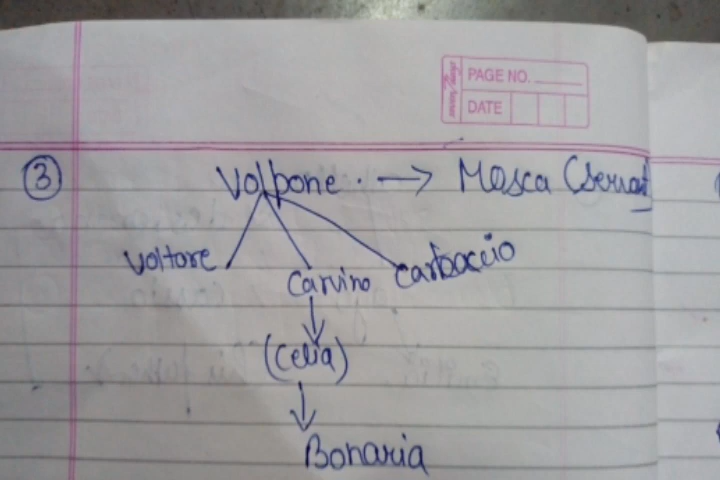 PAGE NO.
DATE
3 Volpone . → Mosca (Servant)
Voltore Carvino Carbaccio
(Celia)
Bonaria